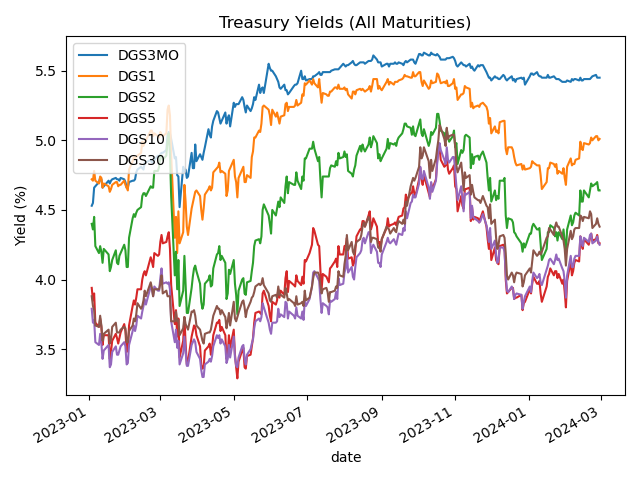 Treasury Yields (All Maturities)
DGS3MO
DGS1
DGS2
DGS5
DGS10
DGS30
Yield (%)
5.5
5.0
4.5
4.0
3.5
2023-01
2023-03
2023-05
2023-07
2023-09
2023-11
2024-01
2024-03
date